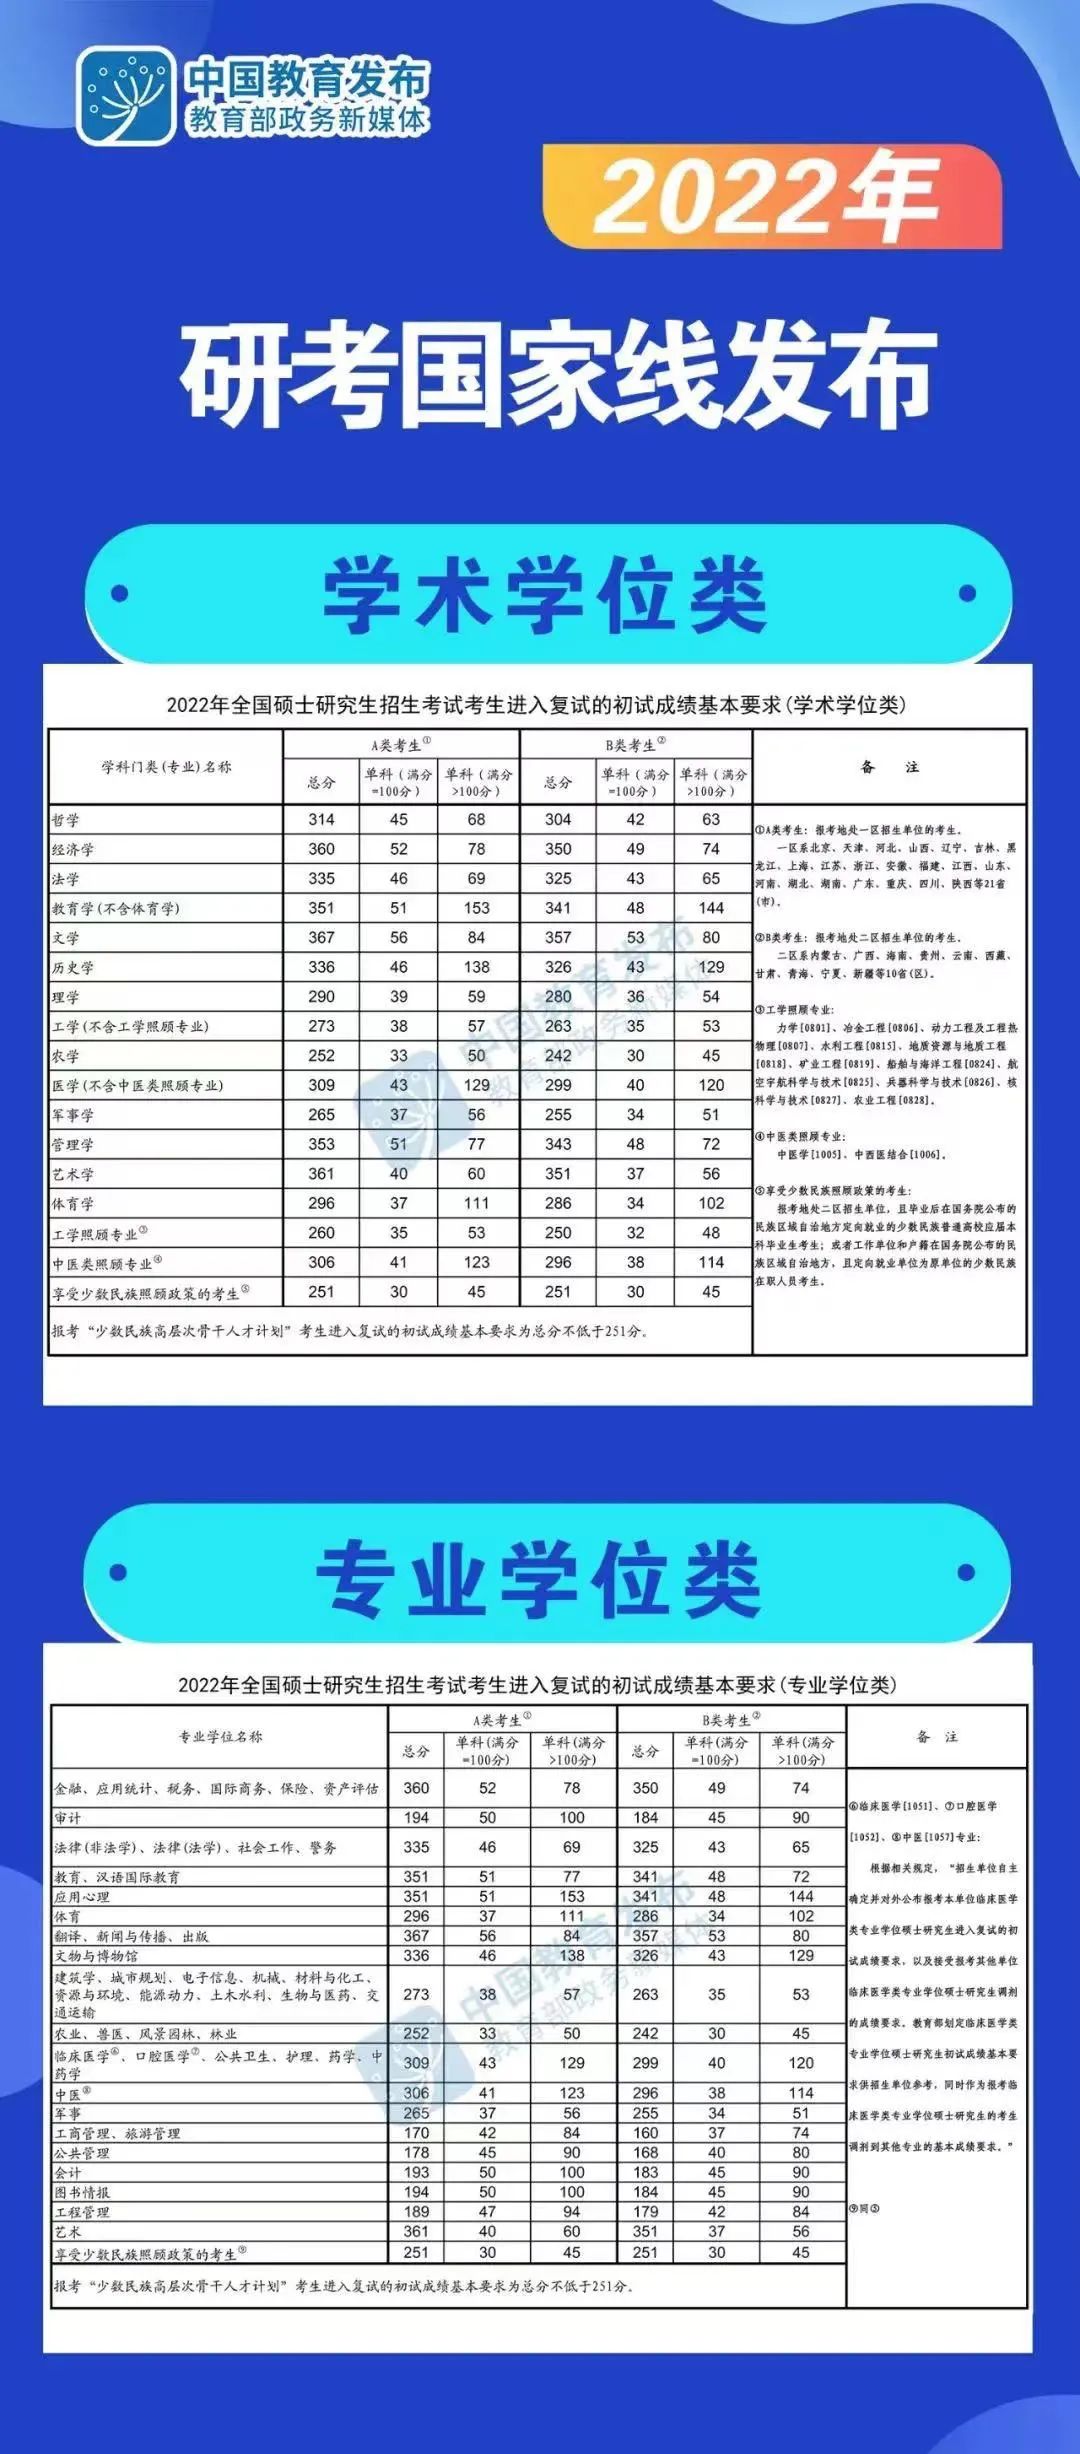 中国教育发布
教育部政务新媒体
2022年
研考国家线发布
学术学位类
2022年全国硕士研究生招生考试考生进入复试的初试成绩基本要求(学术学位类)
学科门类(专业)名称 A类考生① B类考生② 备 注
总分 单科(满分=100分) 单科(满分>100分) 总分 单科(满分=100分) 单科(满分>100分)
哲学 314 45 68 304 42 63
经济学 360 52 78 350 49 74
法学 335 46 69 325 43 65
教育学(不含体育学) 351 51 153 341 48 144
文学 367 56 84 357 53 80
历史学 336 46 138 326 43 129
理学 290 39 59 280 36 54
工学(不含工学照顾专业) 273 38 57 263 35 53
农学 252 33 50 242 30 45
医学(不含中医类照顾专业) 309 43 129 299 40 120
军事学 265 37 56 255 34 51
管理学 353 51 77 343 48 72
艺术学 361 40 60 351 37 56
体育学 296 37 111 286 34 102
工学照顾专业③ 260 35 53 250 32 48
中医类照顾专业④ 306 41 123 296 38 114
享受少数民族照顾政策的考生⑤ 251 30 45 251 30 45
报考“少数民族高层次骨干人才计划”考生进入复试的初试成绩基本要求为总分不低于251分。
①A类考生：报考地处一区招生单位的考生。
一区系北京、天津、河北、山西、辽宁、吉林、黑
龙江、上海、江苏、浙江、安徽、福建、江西、山东、
河南、湖北、湖南、广东、重庆、四川、陕西等21省
(市)。
②B类考生：报考地处二区招生单位的考生。
二区系内蒙古、广西、海南、贵州、云南、西藏、
甘肃、青海、宁夏、新疆等10省(区)。
③工学照顾专业：
力学[0801]、冶金工程[0806]、动力工程及工程热
物理[0807]、水利工程[0815]、地质资源与地质工程
[0818]、矿业工程[0819]、船舶与海洋工程[0824]、航
空宇航科学与技术[0825]、兵器科学与技术[0826]、核
科学与技术[0827]、农业工程[0828]。
④中医类照顾专业：
中医学[1005]、中西医结合[1006]。
⑤享受少数民族照顾政策的考生：
报考地处二区招生单位，且毕业后在国务院公布的
民族区域自治地方定向就业的少数民族普通高校应届本
科毕业生考生；或者工作单位和户籍在国务院公布的民
族区域自治地方，且定向就业单位为原单位的少数民族
在职人员考生。
中国教育发布
教育部政务新媒体
专业学位类
2022年全国硕士研究生招生考试考生进入复试的初试成绩基本要求(专业学位类)
专业学位名称 A类考生① B类考生② 备 注
总分 单科(满分=100分) 单科(满分>100分) 总分 单科(满分=100分) 单科(满分>100分)
金融、应用统计、税务、国际商务、保险、资产评估 360 52 78 350 49 74
审计 194 50 100 184 45 90
法律(非法学)、法律(法学)、社会工作、警务 335 46 69 325 43 65
教育、汉语国际教育 351 51 77 341 48 72
应用心理 351 51 153 341 48 144
体育 296 37 111 286 34 102
翻译、新闻与传播、出版 367 56 84 357 53 80
文物与博物馆 336 46 138 326 43 129
建筑学、城市规划、电子信息、机械、材料与化工、
资源与环境、能源动力、土木水利、生物与医药、交
通运输 273 38 57 263 35 53
农业、兽医、风景园林、林业 252 33 50 242 30 45
临床医学⑥、口腔医学⑦、公共卫生、护理、药学、中
药学 309 43 129 299 40 120
中医⑧ 306 41 123 296 38 114
军事 265 37 56 255 34 51
工商管理、旅游管理 170 42 84 160 37 74
公共管理 178 45 90 168 40 80
会计 193 50 100 183 45 90
图书情报 194 50 100 184 45 90
工程管理 189 47 94 179 42 84
艺术 361 40 60 351 37 56
享受少数民族照顾政策的考生⑨ 251 30 45 251 30 45
报考“少数民族高层次骨干人才计划”考生进入复试的初试成绩基本要求为总分不低于251分。
⑥临床医学[1051]、⑦口腔医学
[1052]、⑧中医[1057]专业：
根据相关规定，“招生单位自主
确定并对外公布报考本单位临床医学
类专业学位硕士研究生进入复试的初
试成绩要求，以及接受报考其他单位
临床医学类专业学位硕士研究生调剂
的成绩要求。教育部划定临床医学类
专业学位硕士研究生初试成绩基本要
求供招生单位参考，同时作为报考临
床医学类专业学位硕士研究生的考生
调剂到其他专业的基本成绩要求。”
⑨同⑤
中国教育发布
教育部政务新媒体